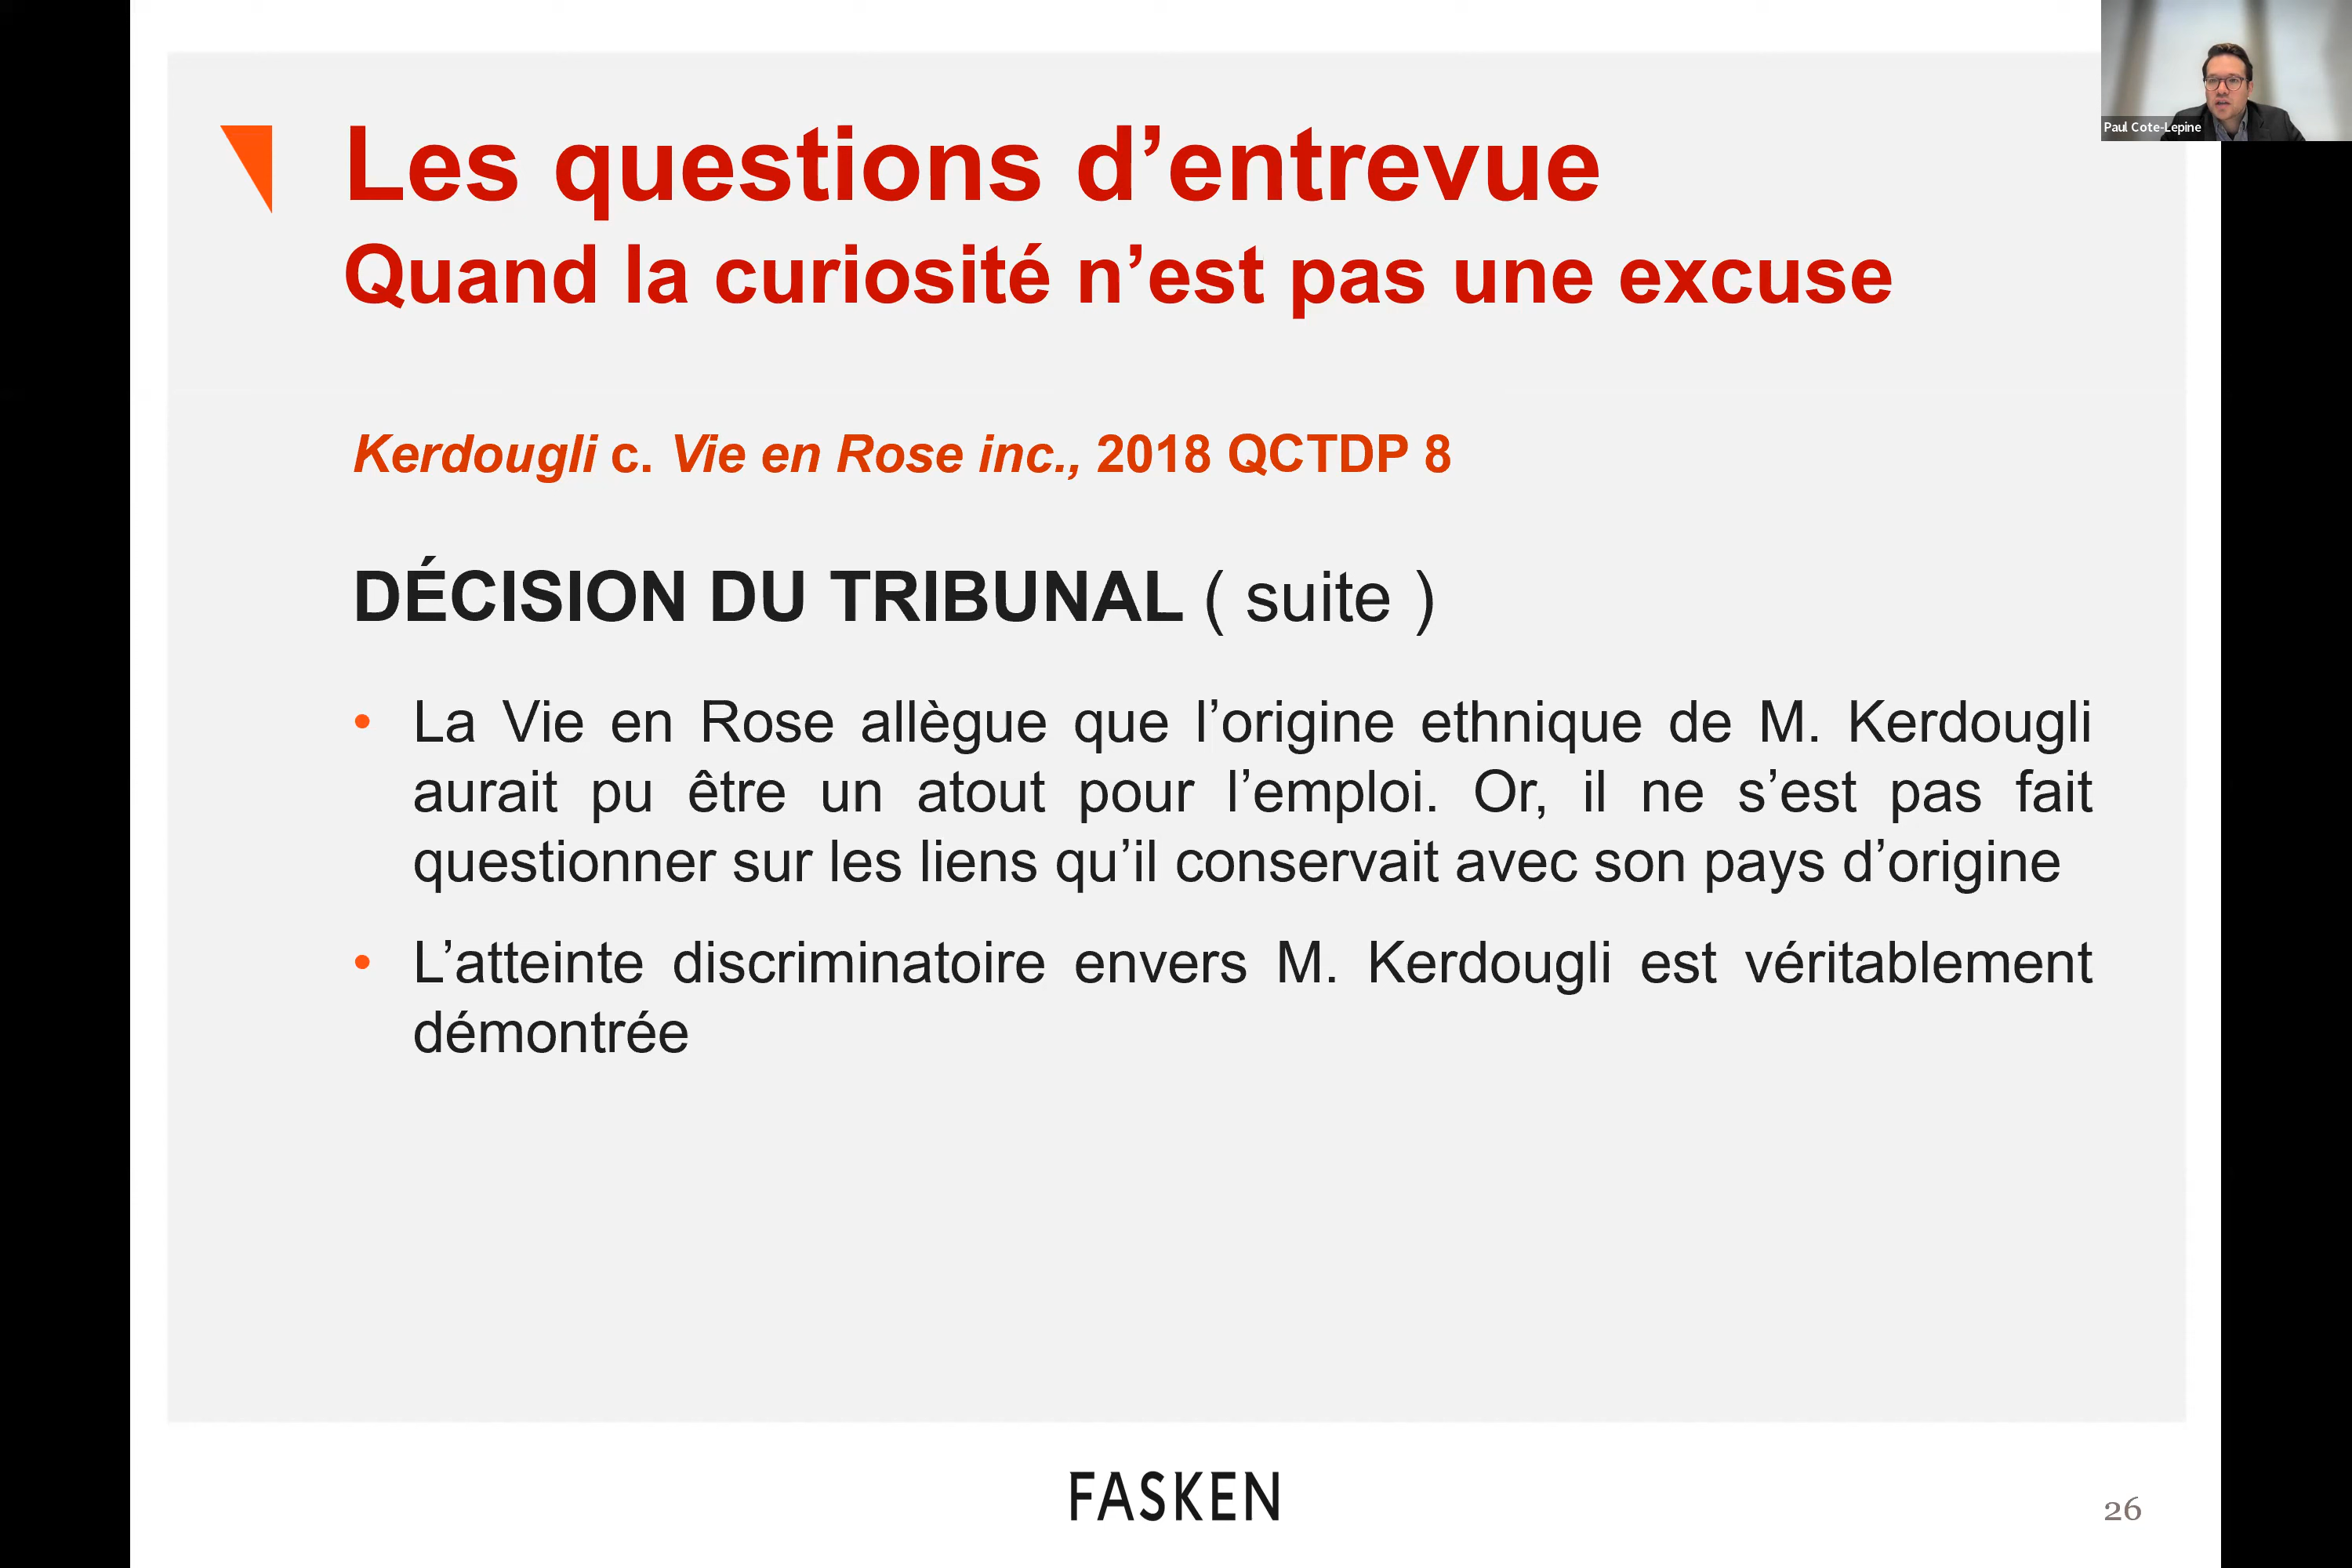 Paul Cote-Lepine
Les questions d’entrevue
Quand la curiosité n’est pas une excuse
Kerdougli c. Vie en Rose inc., 2018 QCTDP 8
DÉCISION DU TRIBUNAL ( suite )
• La Vie en Rose allègue que l’origine ethnique de M. Kerdougli
aurait pu être un atout pour l’emploi. Or, il ne s’est pas fait
questionner sur les liens qu’il conservait avec son pays d’origine
• L’atteinte discriminatoire envers M. Kerdougli est véritablement
démontrée
FASKEN
26